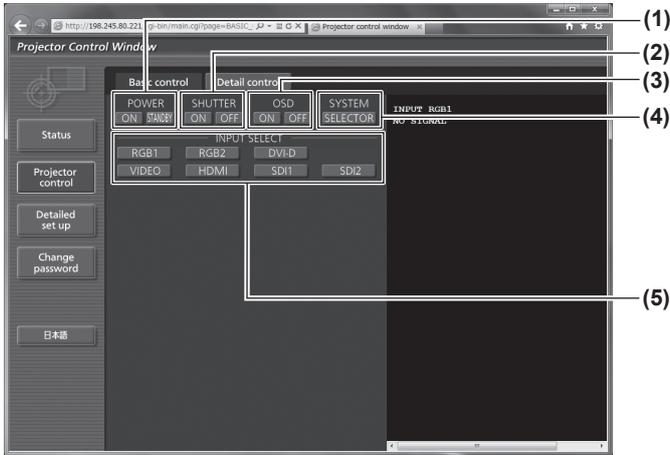 (1)
http://198.245.80.221 gi-bin/main.cgi?page=BASIC_
Projector control window
Projector Control Window
(2)
(3)
Basic control
Detail control
POWER
SHUTTER
OSD
SYSTEM
ON
STANDBY
ON
OFF
ON
OFF
SELECTOR
(4)
INPUT RGB1
NO SIGNAL
INPUT SELECT
RGB1
RGB2
DVI-D
VIDEO
HDMI
SDI1
SDI2
Status
Projector
control
Detailed
set up
Change
password
(5)
日本語